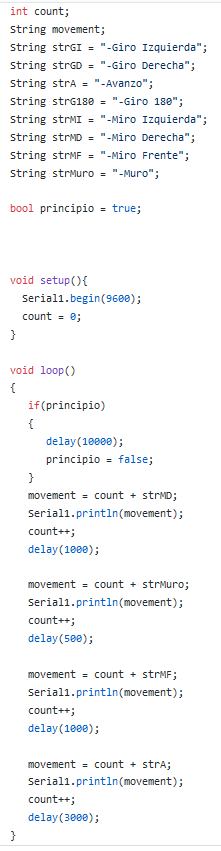 int count;
String movement;
String strGI = "-Giro Izquierda";
String strGD = "-Giro Derecha";
String strA = "-Avanzo";
String strG180 = "-Giro 180";
String strMI = "-Miro Izquierda";
String strMD = "-Miro Derecha";
String strMF = "-Miro Frente";
String strMuro = "-Muro";

bool principio = true;



void setup(){
  Serial1.begin(9600);
  count = 0;
}

void loop()
{
   if(principio)
   {
      delay(10000);
      principio = false;
   }
   movement = count + strMD;
   Serial1.println(movement);
   count++;
   delay(1000);

   movement = count + strMuro;
   Serial1.println(movement);
   count++;
   delay(500);

   movement = count + strMF;
   Serial1.println(movement);
   count++;
   delay(1000);

   movement = count + strA;
   Serial1.println(movement);
   count++;
   delay(3000);
}